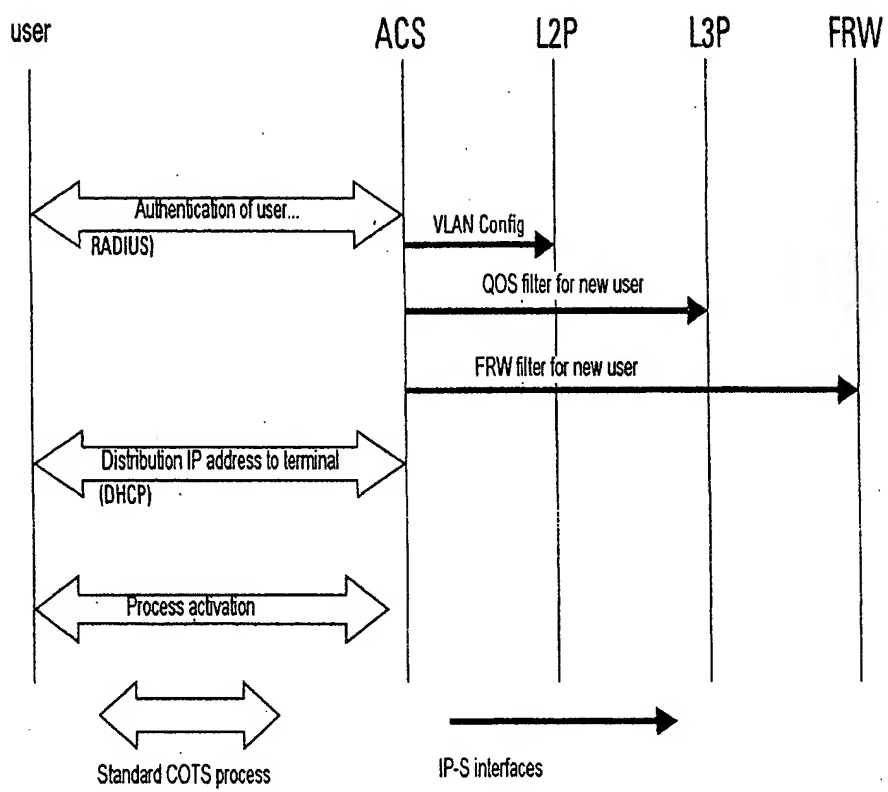 user ACS L2P L3P FRW
Authentication of user...
RADIUS)
VLAN Config
QOS filter for new user
FRW filter for new user
Distribution IP address to terminal
(DHCP)
Process activation
Standard COTS process
IP-S interfaces